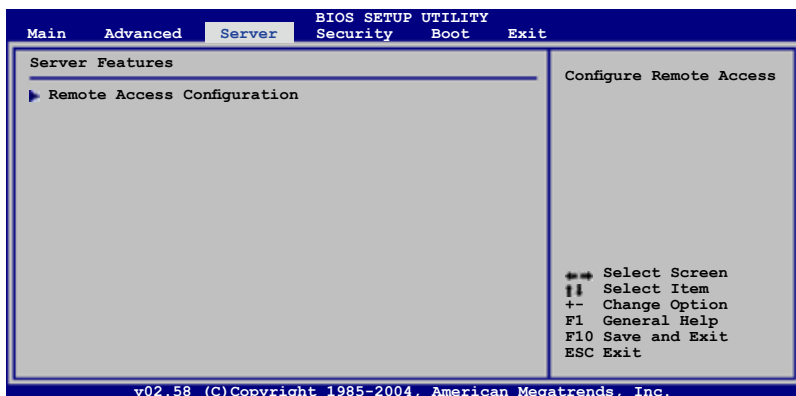 BIOS SETUP UTILITY
Main Advanced Server Security Boot Exit
Server Features
Remote Access Configuration
Configure Remote Access
Select Screen
Select Item
+- Change Option
F1 General Help
F10 Save and Exit
ESC Exit
v02.58 (C)Copyright 1985-2004, American Megatrends, Inc.